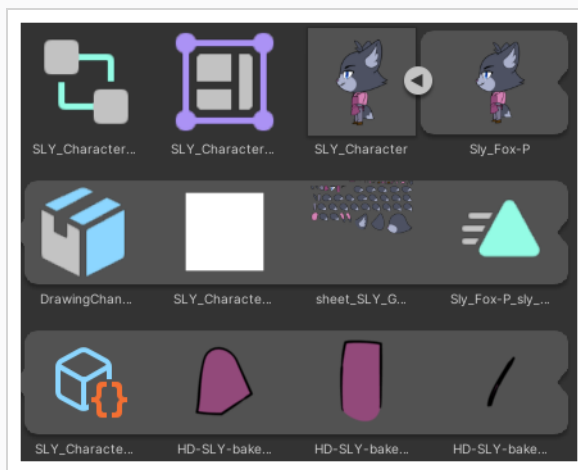 SLY_Character...
SLY_Character...
SLY_Character
Sly_Fox-P
DrawingChan...
SLY_Characte...
sheet_SLY_G...
Sly_Fox-P_sly_...
SLY_Characte...
HD-SLY-bake...
HD-SLY-bake...
HD-SLY-bake...